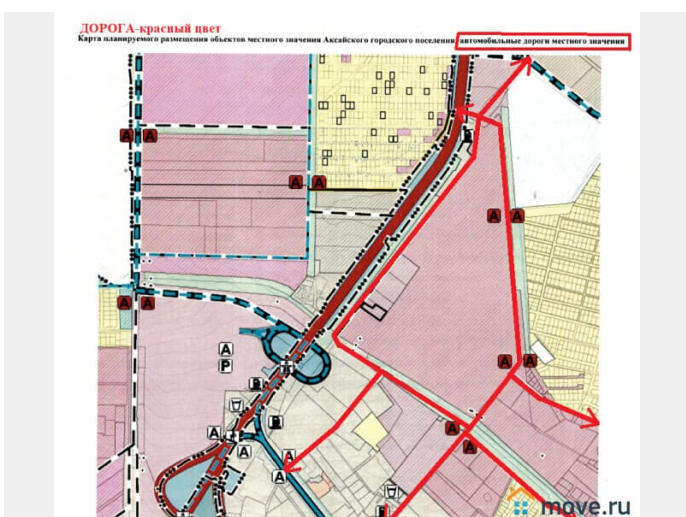 ДОРОГА-красный цвет
Карта планируемого размещения объектов местного значения Аксайского городского поселения, автомобильные дороги местного значения
А А
А А
А А
А А
А
Р
А А
А
А
А
А
А
А
move.ru